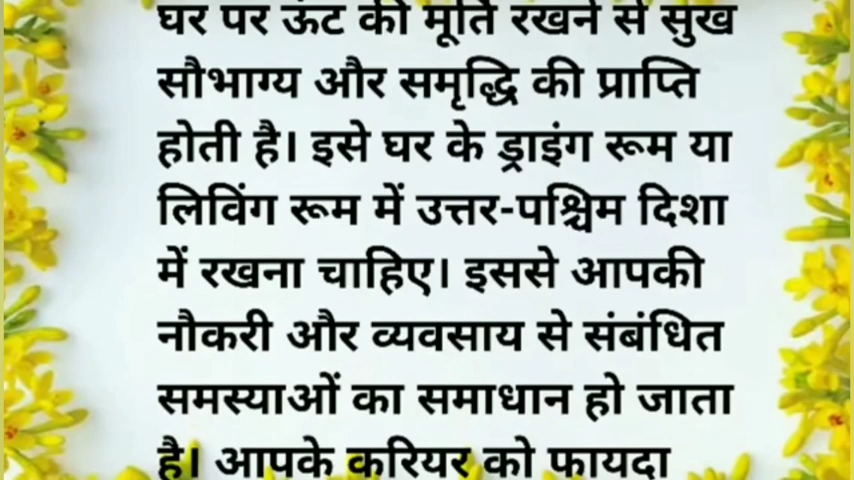 घर पर ऊंट की मूर्ति रखने से सुख
सौभाग्य और समृद्धि की प्राप्ति
होती है। इसे घर के ड्राइंग रूम या
लिविंग रूम में उत्तर-पश्चिम दिशा
में रखना चाहिए। इससे आपकी
नौकरी और व्यवसाय से संबंधित
समस्याओं का समाधान हो जाता
है। आपके करियर को फायदा